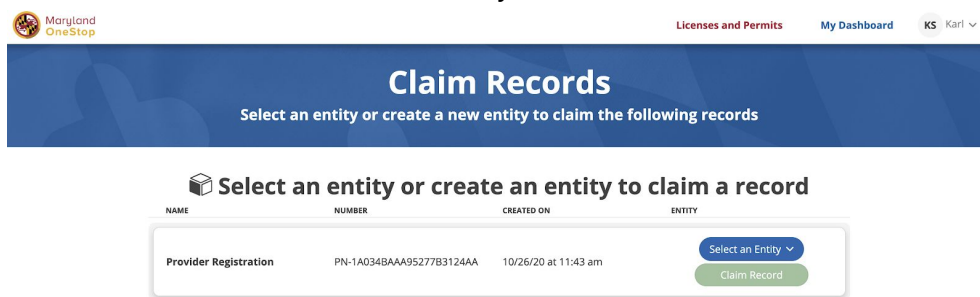 Maryland
OneStop
Licenses and Permits My Dashboard KS Karl
Claim Records
Select an entity or create a new entity to claim the following records
Select an entity or create an entity to claim a record
NAME NUMBER CREATED ON ENTITY
Select an Entity
Provider Registration PN-1A034BAAA95277B3124AA 10/26/20 at 11:43 am
Claim Record